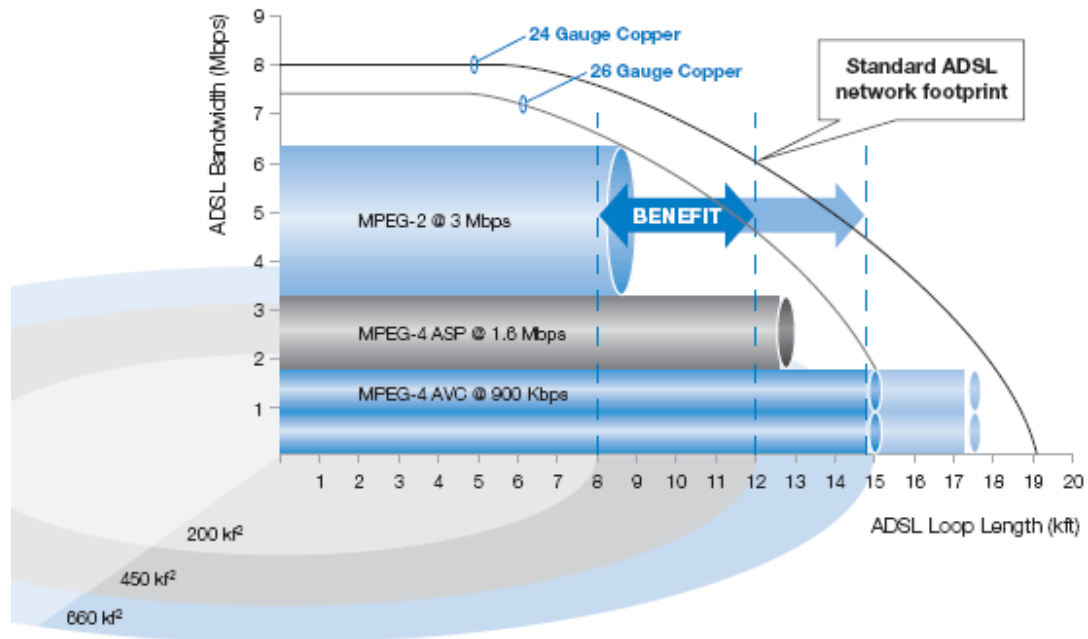 ADSL Bandwidth (Mbps)
9
8
7
6
5
4
3
2
1
24 Gauge Copper
26 Gauge Copper
Standard ADSL
network footprint
BENEFIT
MPEG-2 @ 3 Mbps
MPEG-4 ASP @ 1.6 Mbps
MPEG-4 AVC @ 900 Kbps
1 2 3 4 5 6 7 8 9 10 11 12 13 14 15 16 17 18 19 20
ADSL Loop Length (kft)
200 kf²
450 kf²
660 kf²